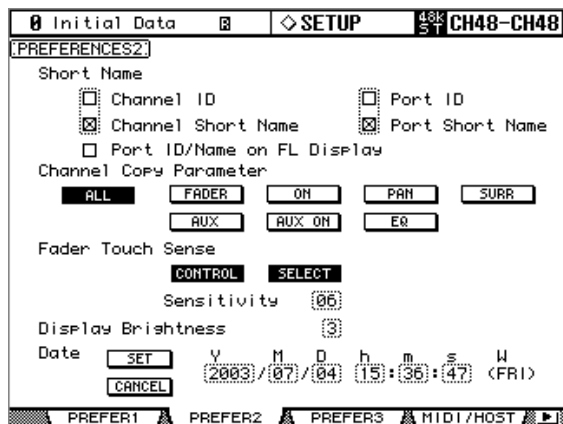 0 Initial Data B ◇SETUP 48k ST CH48-CH48
PREFERENCES2
Short Name
☐ Channel ID ☐ Port ID
☒ Channel Short Name ☒ Port Short Name
☐ Port ID/Name on FL Display
Channel Copy Parameter
ALL FADER ON PAN SURR
AUX AUX ON EQ
Fader Touch Sense
CONTROL SELECT
Sensitivity 06
Display Brightness 3
Date SET Y M D h m s W
2003/07/04 15:36:47 (FRI)
CANCEL
PREFER1 PREFER2 PREFER3 MIDI/HOST